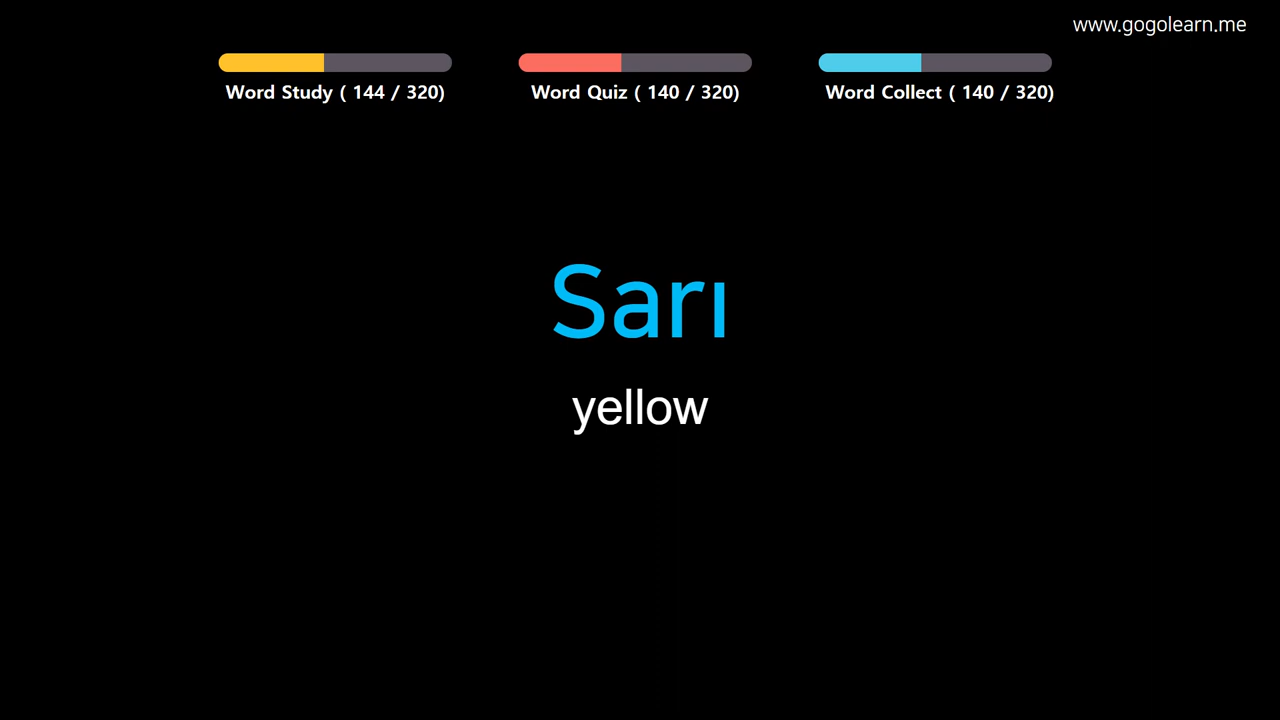 www.gogolearn.me
Word Study ( 144 / 320)
Word Quiz ( 140 / 320)
Word Collect ( 140 / 320)
Sarı
yellow